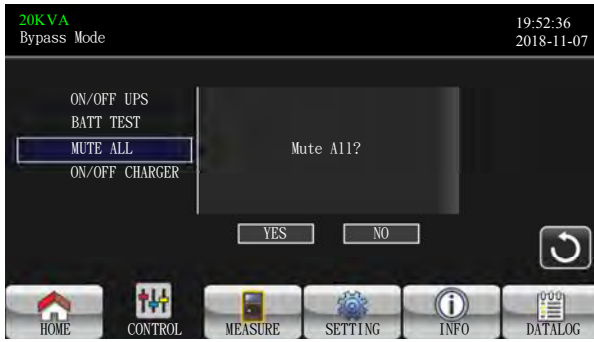 20KVA
Bypass Mode
19:52:36
2018-11-07
ON/OFF UPS
BATT TEST
MUTE ALL
ON/OFF CHARGER
Mute All?
YES
NO
HOME
CONTROL
MEASURE
SETTING
INFO
DATALOG